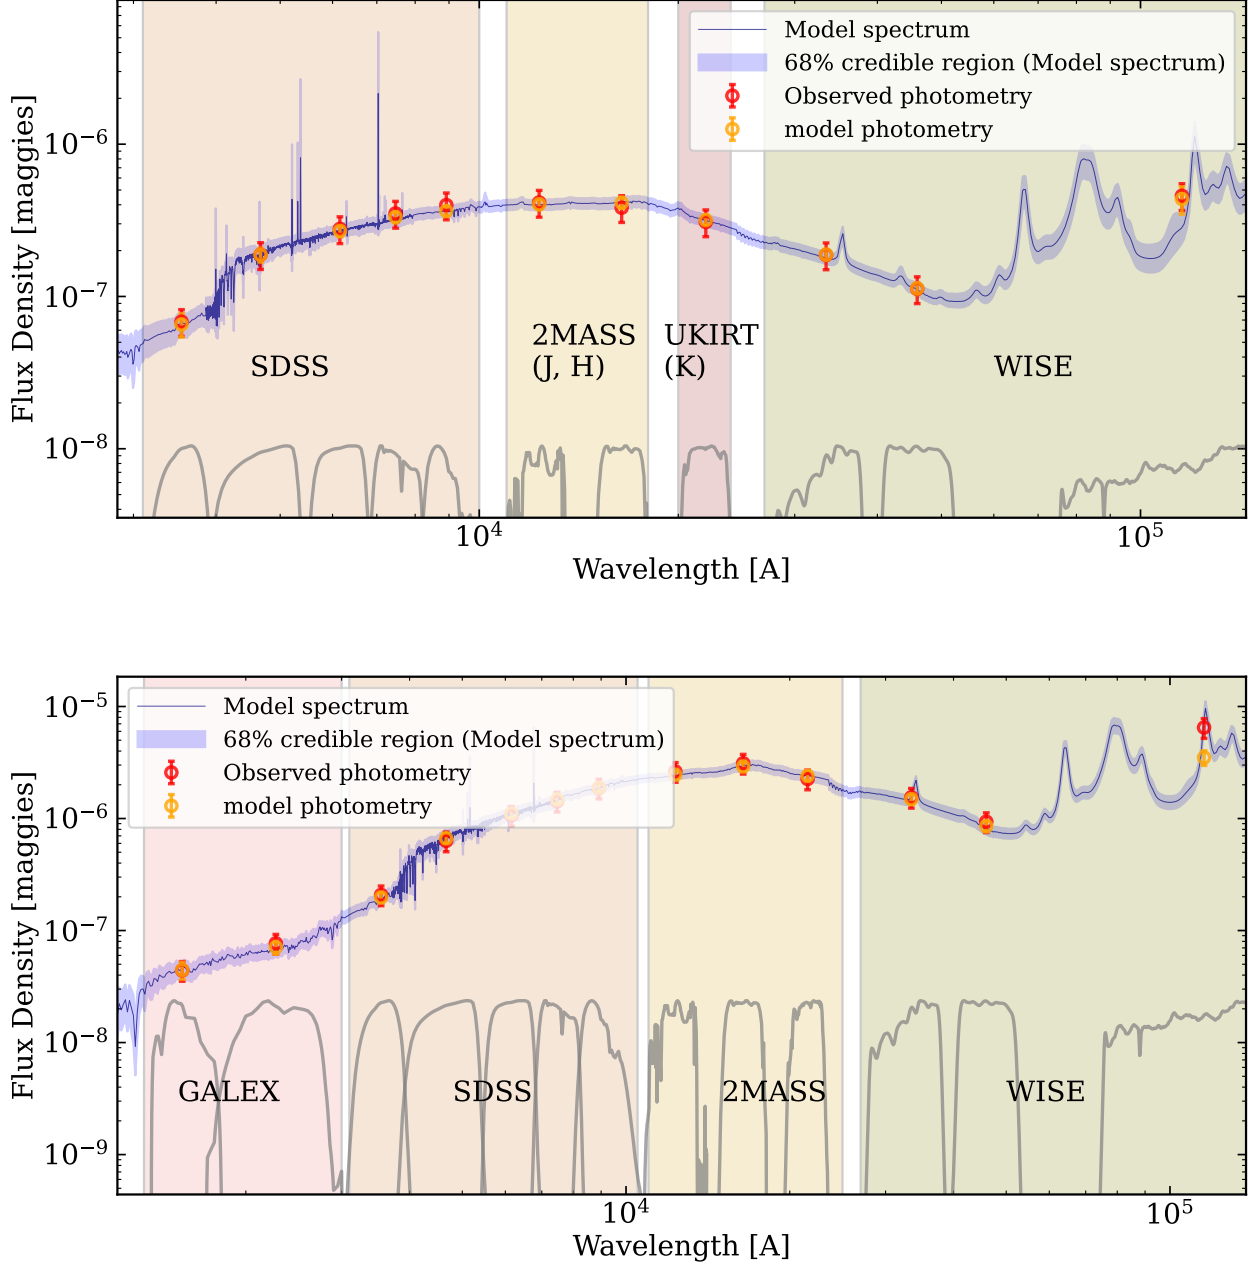 Flux Density [maggies]
10⁻⁶
10⁻⁷
10⁻⁸
Model spectrum
68% credible region (Model spectrum)
Observed photometry
model photometry
SDSS
2MASS
(J, H)
UKIRT
(K)
WISE
10⁴
10⁵
Wavelength [A]
Flux Density [maggies]
10⁻⁵
10⁻⁶
10⁻⁷
10⁻⁸
10⁻⁹
Model spectrum
68% credible region (Model spectrum)
Observed photometry
model photometry
GALEX
SDSS
2MASS
WISE
10⁴
10⁵
Wavelength [A]